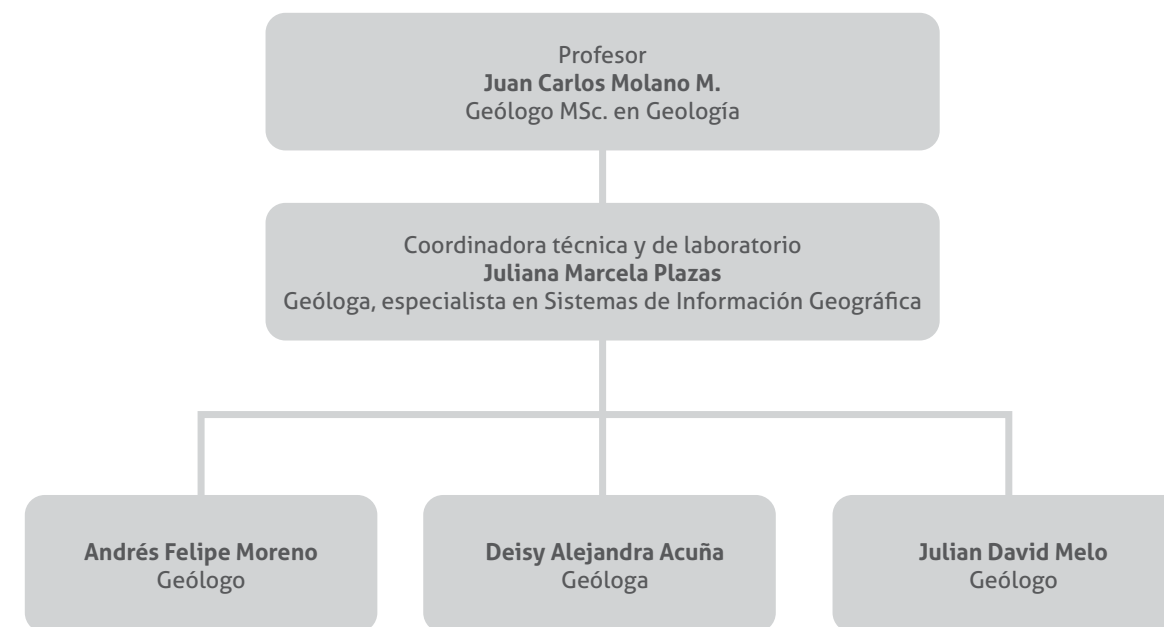 Profesor
Juan Carlos Molano M.
Geólogo MSc. en Geología
Coordinadora técnica y de laboratorio
Juliana Marcela Plazas
Geóloga, especialista en Sistemas de Información Geográfica
Andrés Felipe Moreno
Geólogo
Deisy Alejandra Acuña
Geóloga
Julian David Melo
Geólogo